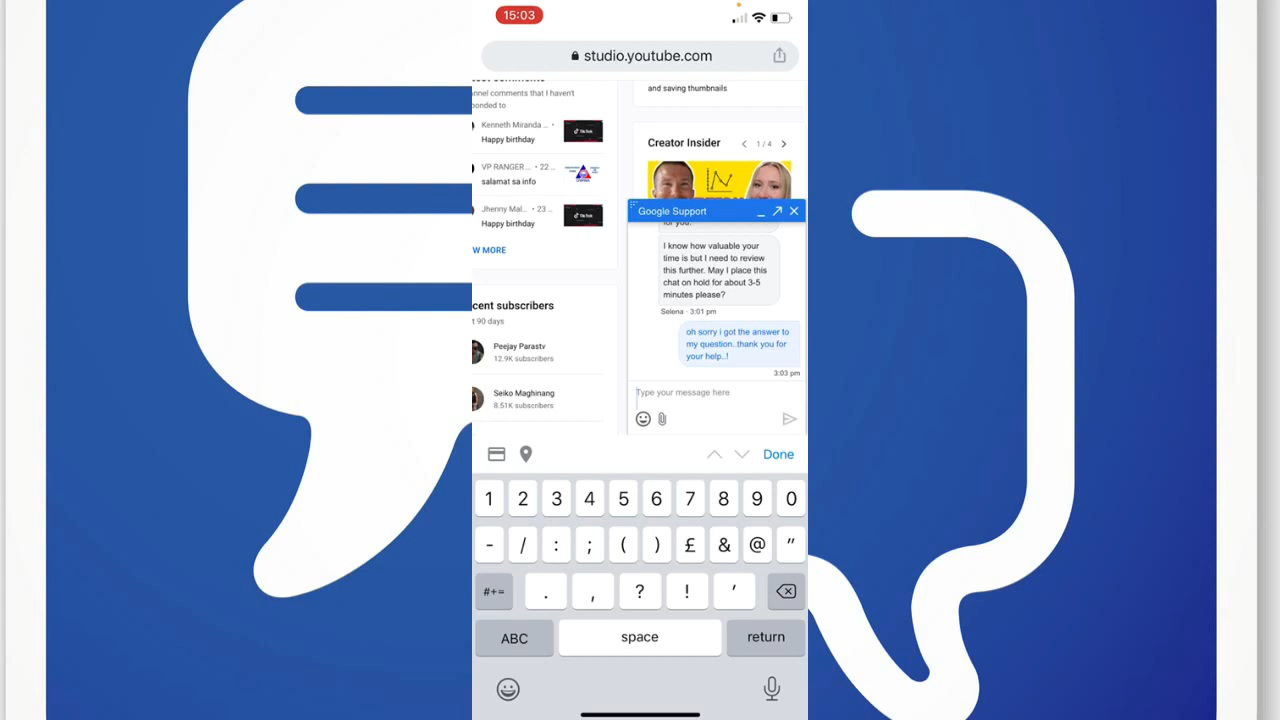 15:03
studio.youtube.com
nnel comments that I haven't
ponded to
Kenneth Miranda ... •
Happy birthday
VP RANGER... • 22...
salamat sa info
Jhenny Mal... • 23...
Happy birthday
W MORE
cent subscribers
t 90 days
Peejay Parastv
12.9K subscribers
Seiko Maghinang
8.51K subscribers
and saving thumbnails
Creator Insider
1 / 4
Google Support
for you.
I know how valuable your
time is but I need to review
this further. May I place this
chat on hold for about 3-5
minutes please?
Selena · 3:01 pm
oh sorry i got the answer to
my question..thank you for
your help..!
3:03 pm
Type your message here
Done
1 2 3 4 5 6 7 8 9 0
- / : ; ( ) £ & @ "
#+= . , ? ! '
ABC space return